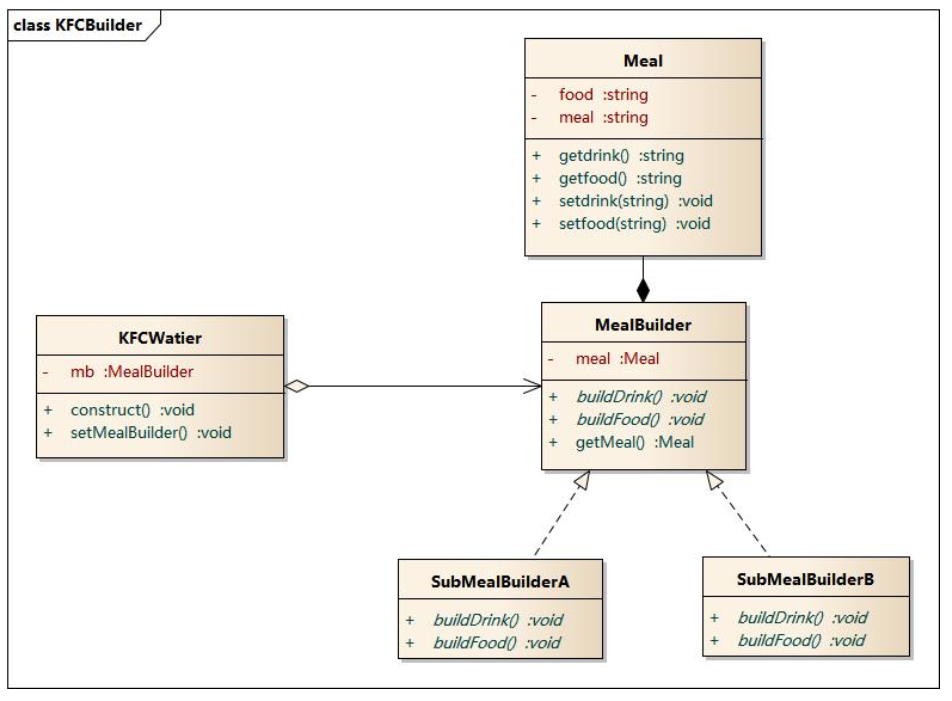 class KFCBuilder
Meal
- food :string
- meal :string
+ getdrink() :string
+ getfood() :string
+ setdrink(string) :void
+ setfood(string) :void
KFCWatier
- mb :MealBuilder
+ construct() :void
+ setMealBuilder() :void
MealBuilder
- meal :Meal
+ buildDrink() :void
+ buildFood() :void
+ getMeal() :Meal
SubMealBuilderA
+ buildDrink() :void
+ buildFood() :void
SubMealBuilderB
+ buildDrink() :void
+ buildFood() :void